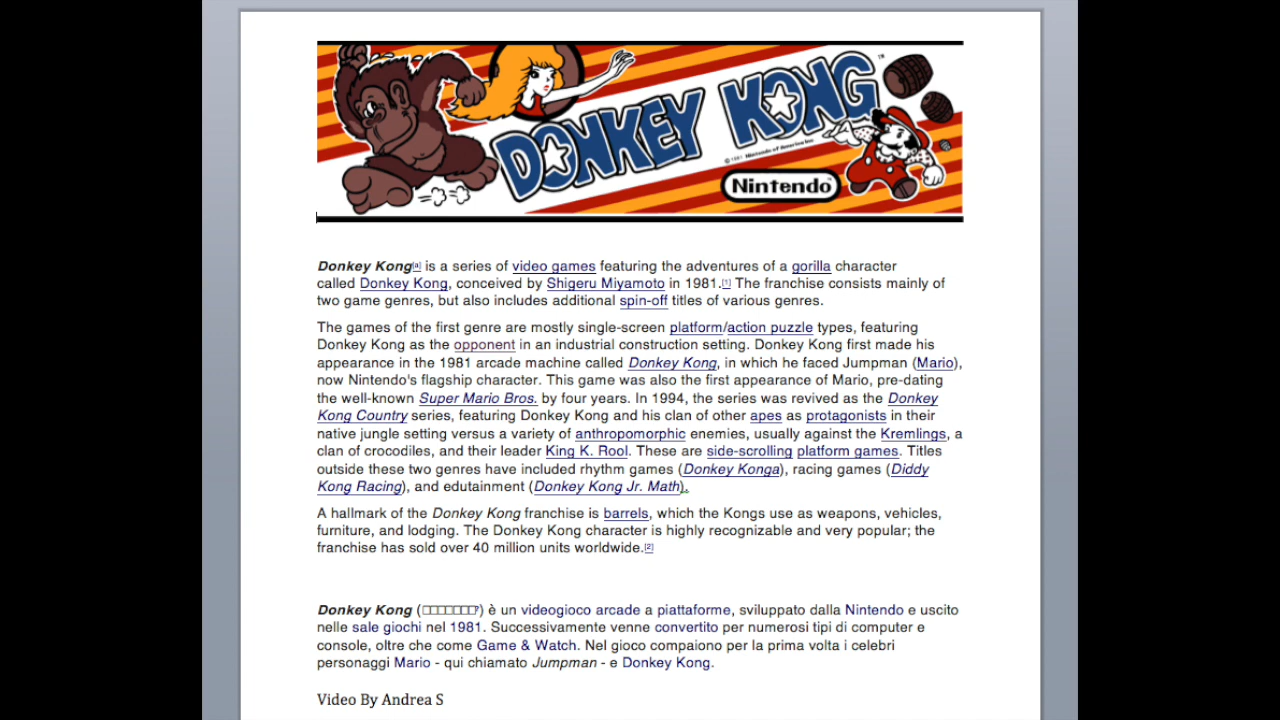 DONKEY KONG
TM
© 1981 Nintendo of America Inc.
Nintendo
Donkey Kong[a] is a series of video games featuring the adventures of a gorilla character
called Donkey Kong, conceived by Shigeru Miyamoto in 1981.[1] The franchise consists mainly of
two game genres, but also includes additional spin-off titles of various genres.
The games of the first genre are mostly single-screen platform/action puzzle types, featuring
Donkey Kong as the opponent in an industrial construction setting. Donkey Kong first made his
appearance in the 1981 arcade machine called Donkey Kong, in which he faced Jumpman (Mario),
now Nintendo's flagship character. This game was also the first appearance of Mario, pre-dating
the well-known Super Mario Bros. by four years. In 1994, the series was revived as the Donkey
Kong Country series, featuring Donkey Kong and his clan of other apes as protagonists in their
native jungle setting versus a variety of anthropomorphic enemies, usually against the Kremlings, a
clan of crocodiles, and their leader King K. Rool. These are side-scrolling platform games. Titles
outside these two genres have included rhythm games (Donkey Konga), racing games (Diddy
Kong Racing), and edutainment (Donkey Kong Jr. Math).
A hallmark of the Donkey Kong franchise is barrels, which the Kongs use as weapons, vehicles,
furniture, and lodging. The Donkey Kong character is highly recognizable and very popular; the
franchise has sold over 40 million units worldwide.[2]
Donkey Kong (□□□□□□□?) è un videogioco arcade a piattaforme, sviluppato dalla Nintendo e uscito
nelle sale giochi nel 1981. Successivamente venne convertito per numerosi tipi di computer e
console, oltre che come Game & Watch. Nel gioco compaiono per la prima volta i celebri
personaggi Mario - qui chiamato Jumpman - e Donkey Kong.
Video By Andrea S